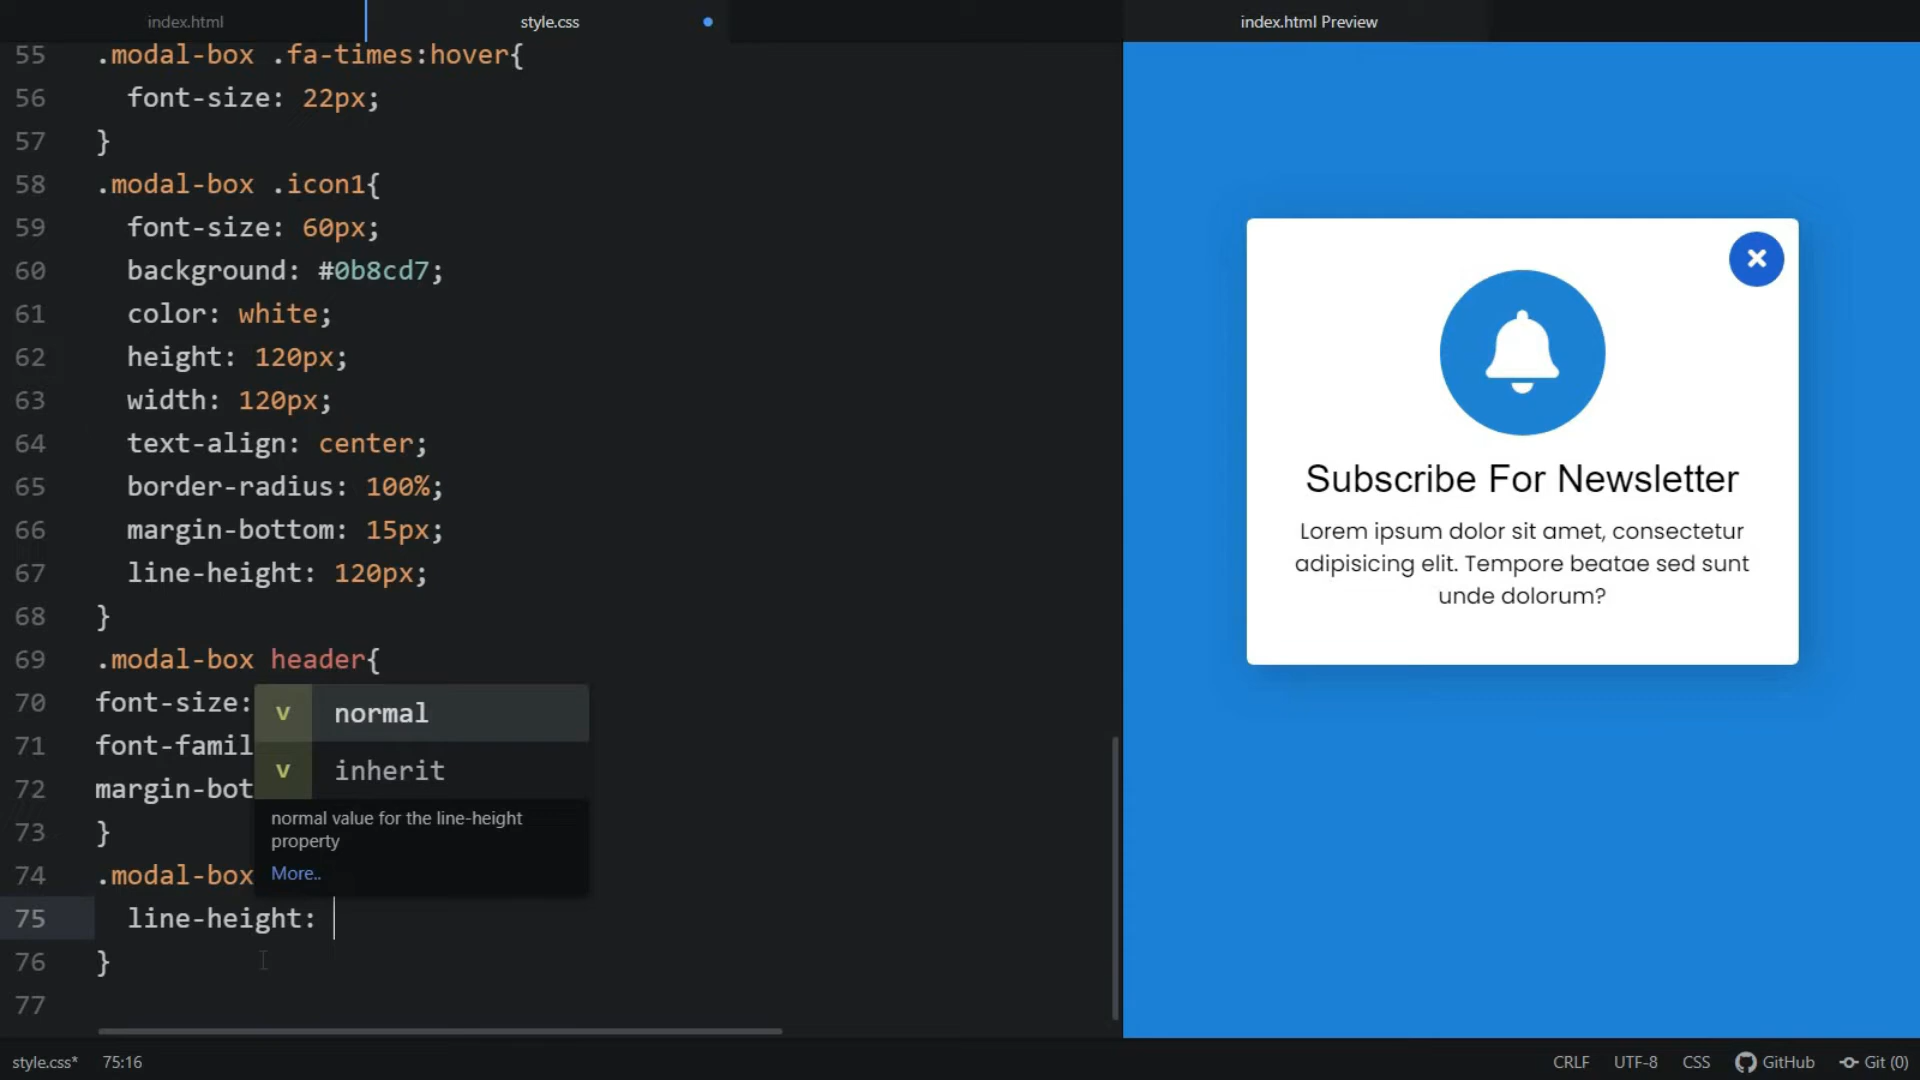 index.html
style.css
index.html Preview
55 .modal-box .fa-times:hover{
56 font-size: 22px;
57 }
58 .modal-box .icon1{
59 font-size: 60px;
60 background: #0b8cd7;
61 color: white;
62 height: 120px;
63 width: 120px;
64 text-align: center;
65 border-radius: 100%;
66 margin-bottom: 15px;
67 line-height: 120px;
68 }
69 .modal-box header{
70 font-size:
71 font-famil
72 margin-bot
73 }
74 .modal-box
75 line-height:
76 }
77
v normal
v inherit
normal value for the line-height
property
More..
Subscribe For Newsletter
Lorem ipsum dolor sit amet, consectetur
adipisicing elit. Tempore beatae sed sunt
unde dolorum?
style.css* 75:16
CRLF UTF-8 CSS GitHub Git (0)